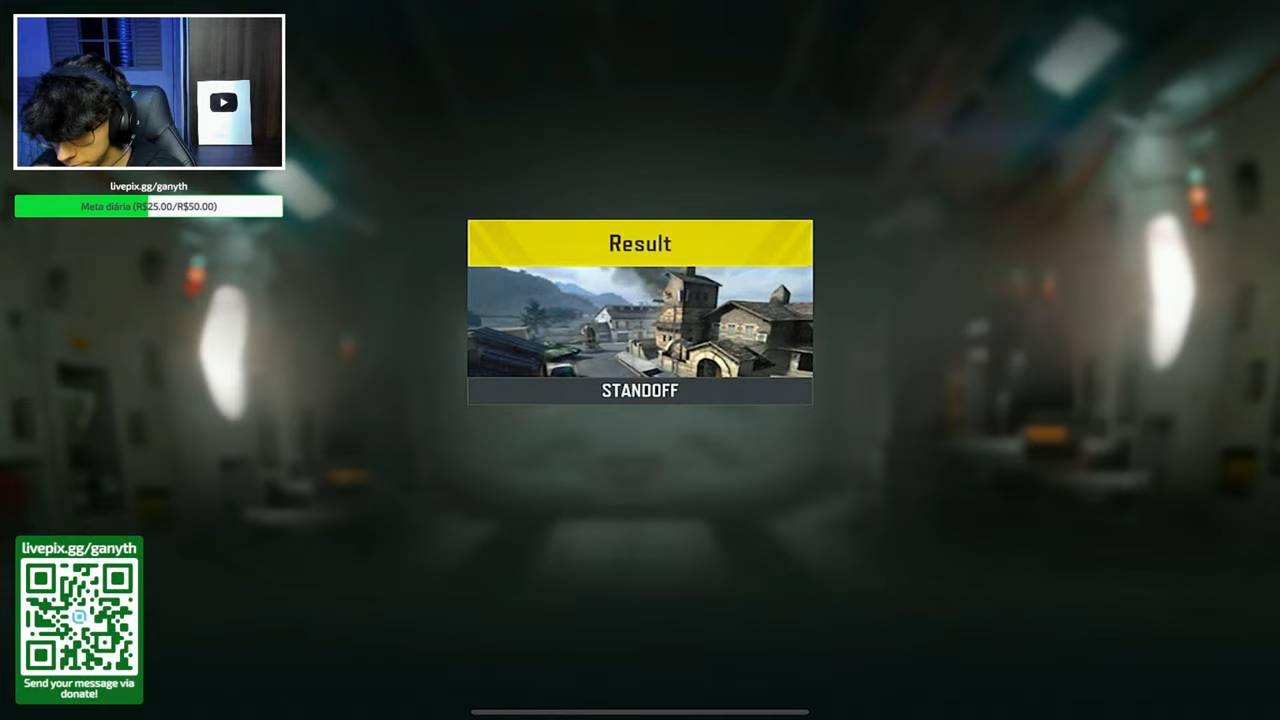 livepix.gg/ganyth
Meta diária (R$25.00/R$50.00)
Result
STANDOFF
livepix.gg/ganyth
Send your message via
donate!